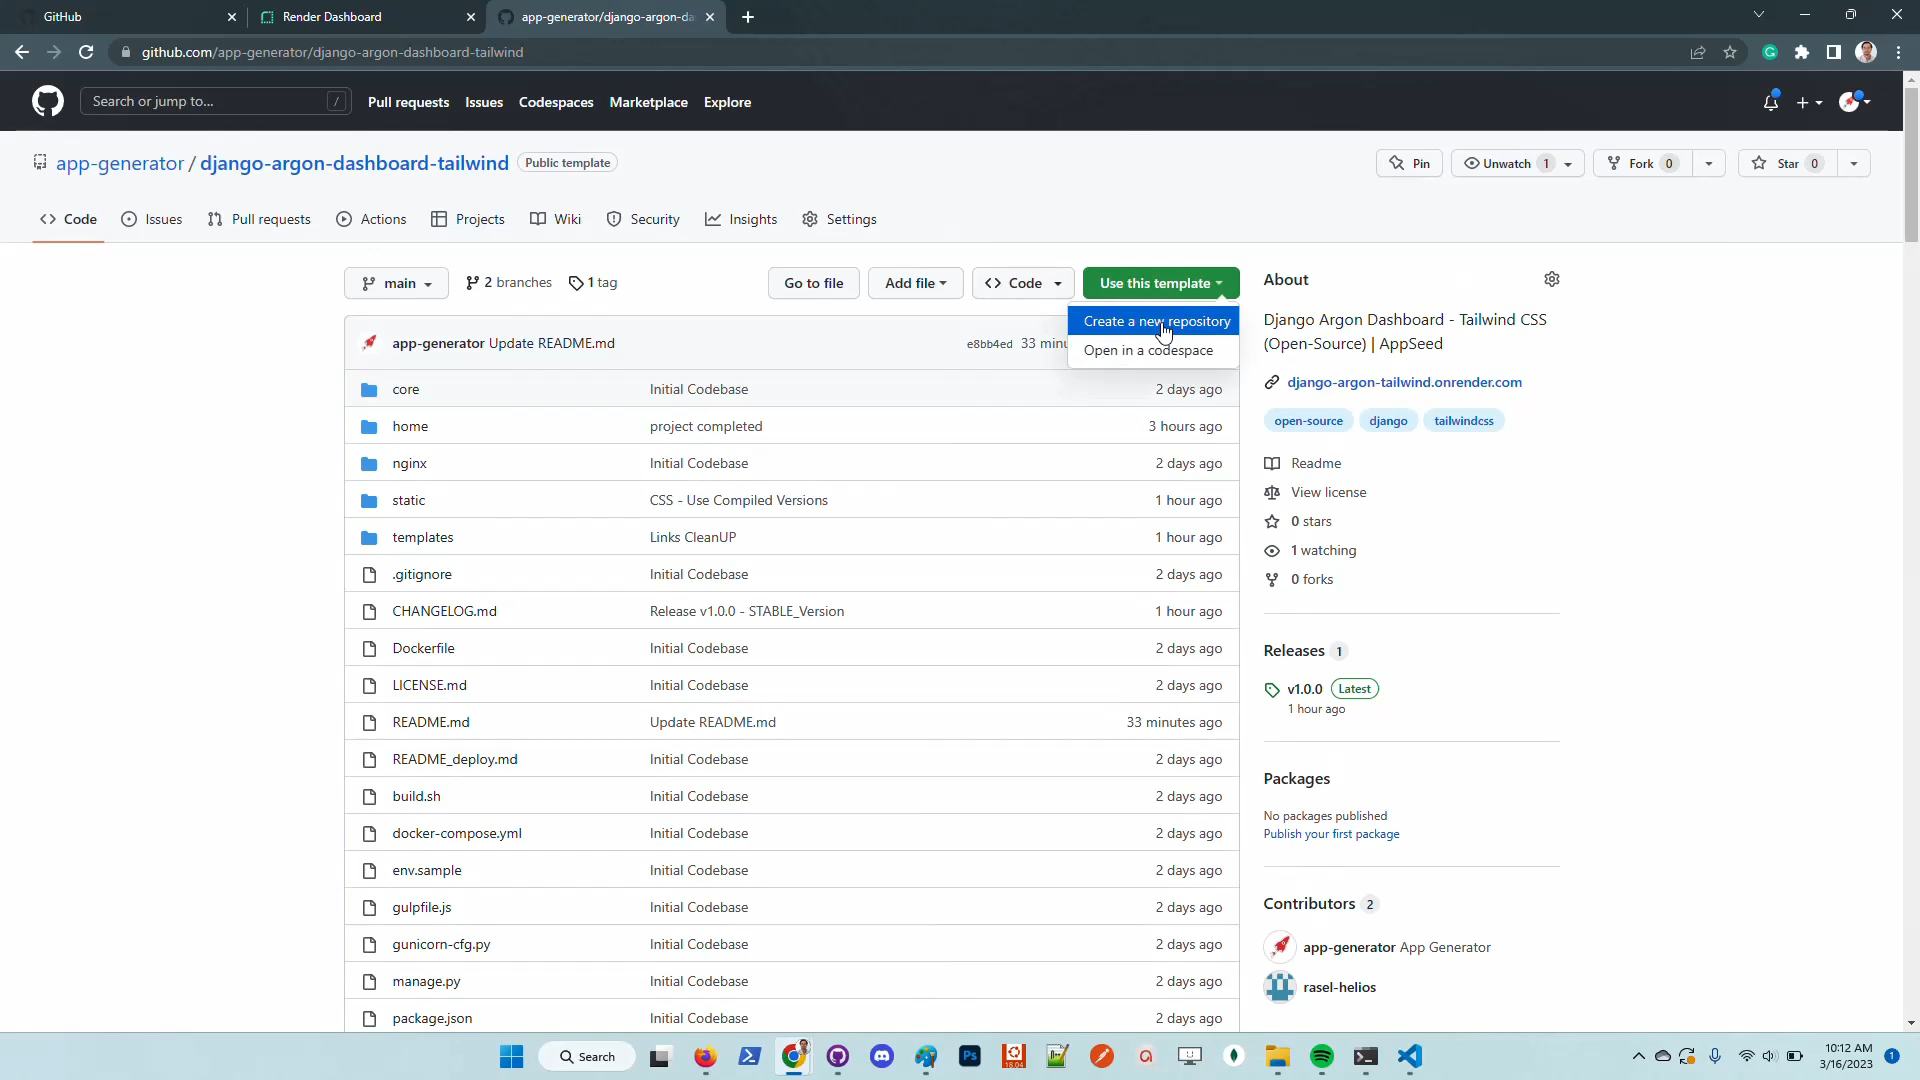 GitHub
Render Dashboard
app-generator/django-argon-da
github.com/app-generator/django-argon-dashboard-tailwind
Search or jump to...
/
Pull requests
Issues
Codespaces
Marketplace
Explore
app-generator / django-argon-dashboard-tailwind
Public template
Pin
Unwatch 1
Fork 0
Star 0
Code
Issues
Pull requests
Actions
Projects
Wiki
Security
Insights
Settings
main
2 branches
1 tag
Go to file
Add file
Code
Use this template
Create a new repository
Open in a codespace
app-generator Update README.md
e8bb4ed 33 minu
core Initial Codebase 2 days ago
home project completed 3 hours ago
nginx Initial Codebase 2 days ago
static CSS - Use Compiled Versions 1 hour ago
templates Links CleanUP 1 hour ago
.gitignore Initial Codebase 2 days ago
CHANGELOG.md Release v1.0.0 - STABLE_Version 1 hour ago
Dockerfile Initial Codebase 2 days ago
LICENSE.md Initial Codebase 2 days ago
README.md Update README.md 33 minutes ago
README_deploy.md Initial Codebase 2 days ago
build.sh Initial Codebase 2 days ago
docker-compose.yml Initial Codebase 2 days ago
env.sample Initial Codebase 2 days ago
gulpfile.js Initial Codebase 2 days ago
gunicorn-cfg.py Initial Codebase 2 days ago
manage.py Initial Codebase 2 days ago
package.json Initial Codebase 2 days ago
About
Django Argon Dashboard - Tailwind CSS
(Open-Source) | AppSeed
django-argon-tailwind.onrender.com
open-source
django
tailwindcss
Readme
View license
0 stars
1 watching
0 forks
Releases 1
v1.0.0 Latest
1 hour ago
Packages
No packages published
Publish your first package
Contributors 2
app-generator App Generator
rasel-helios
Search
Ps
18.04
10:12 AM
3/16/2023
1